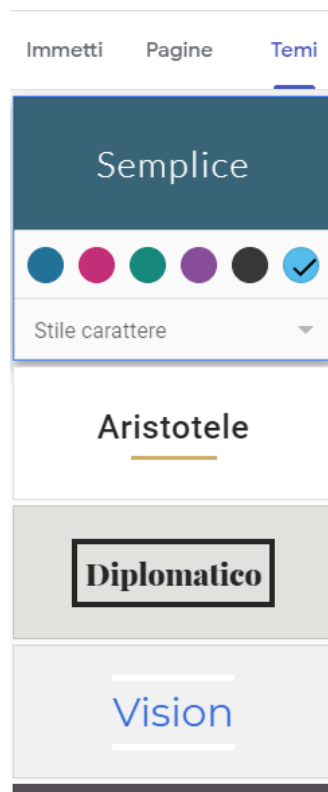 Immetti Pagine Temi
Semplice
Stile carattere
Aristotele
Diplomatico
Vision